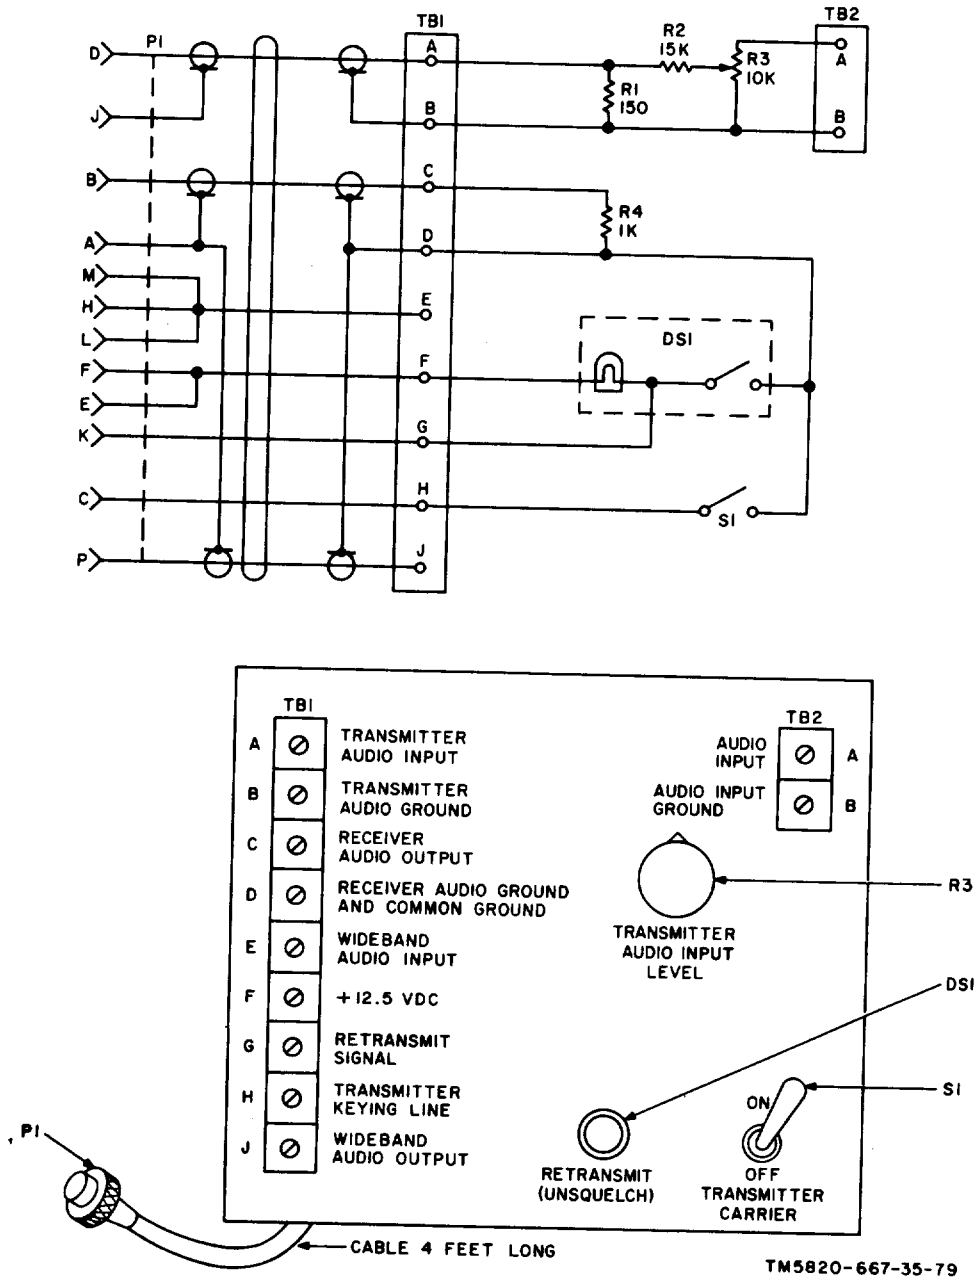 P1
TB1
TB2
D
J
B
A
M
H
L
F
E
K
C
P
A
B
C
D
E
F
G
H
J
R2
15K
R3
10K
R1
150
A
B
R4
1K
DS1
S1
TB1
A TRANSMITTER
AUDIO INPUT
B TRANSMITTER
AUDIO GROUND
C RECEIVER
AUDIO OUTPUT
D RECEIVER AUDIO GROUND
AND COMMON GROUND
E WIDEBAND
AUDIO INPUT
F +12.5 VDC
G RETRANSMIT
SIGNAL
H TRANSMITTER
KEYING LINE
J WIDEBAND
AUDIO OUTPUT
TB2
AUDIO
INPUT
A
AUDIO INPUT
GROUND
B
R3
TRANSMITTER
AUDIO INPUT
LEVEL
DS1
S1
ON
OFF
TRANSMITTER
CARRIER
RETRANSMIT
(UNSQUELCH)
P1
CABLE 4 FEET LONG
TM5820-667-35-79